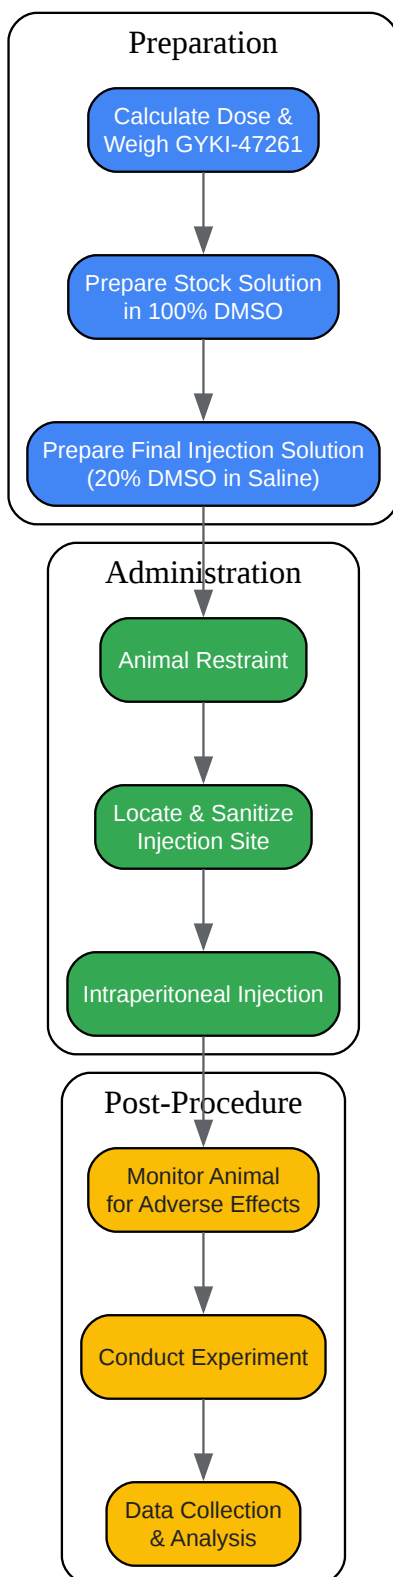 Preparation
Calculate Dose &
Weigh GYKI-47261
Prepare Stock Solution
in 100% DMSO
Prepare Final Injection Solution
(20% DMSO in Saline)
Administration
Animal Restraint
Locate & Sanitize
Injection Site
Intraperitoneal Injection
Post-Procedure
Monitor Animal
for Adverse Effects
Conduct Experiment
Data Collection
& Analysis